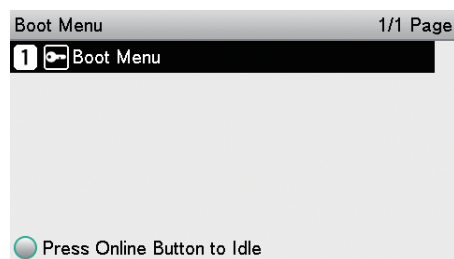 Boot Menu 1/1 Page
1 Boot Menu
Press Online Button to Idle